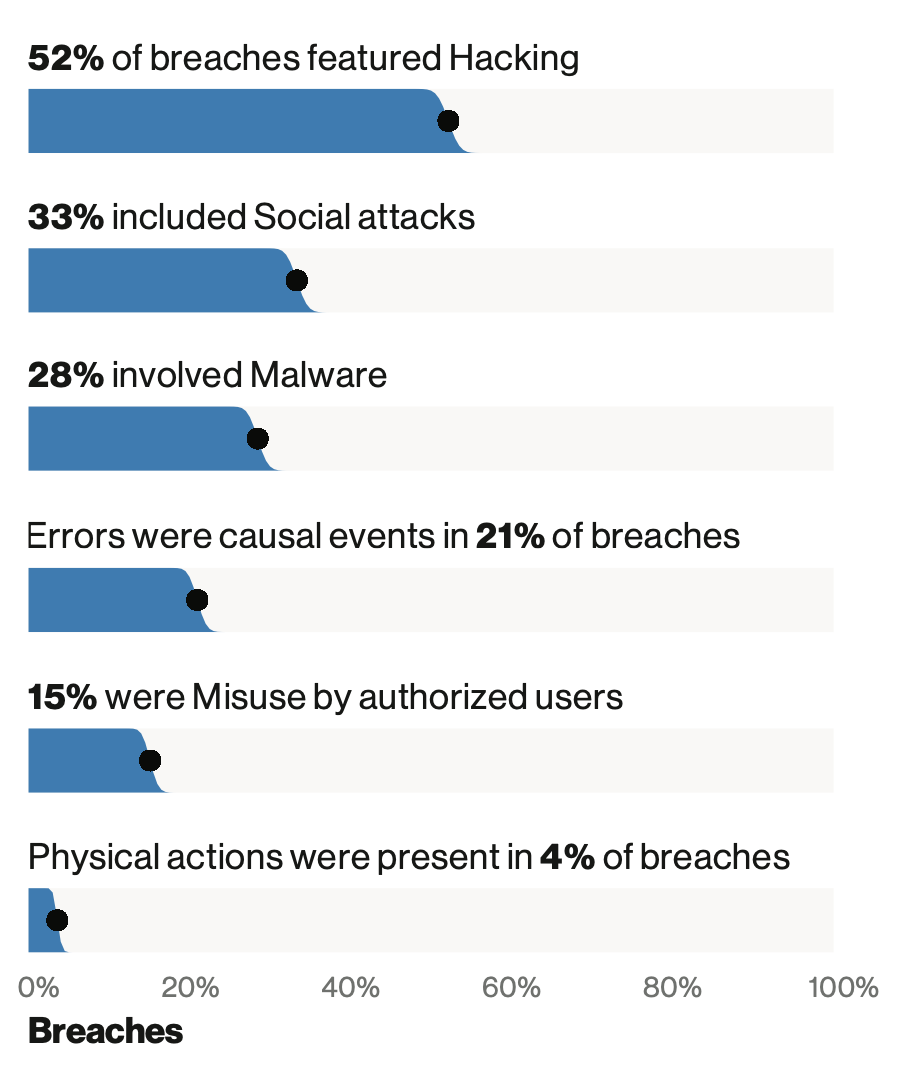 52% of breaches featured Hacking
33% included Social attacks
28% involved Malware
Errors were causal events in 21% of breaches
15% were Misuse by authorized users
Physical actions were present in 4% of breaches
0% 20% 40% 60% 80% 100%
Breaches